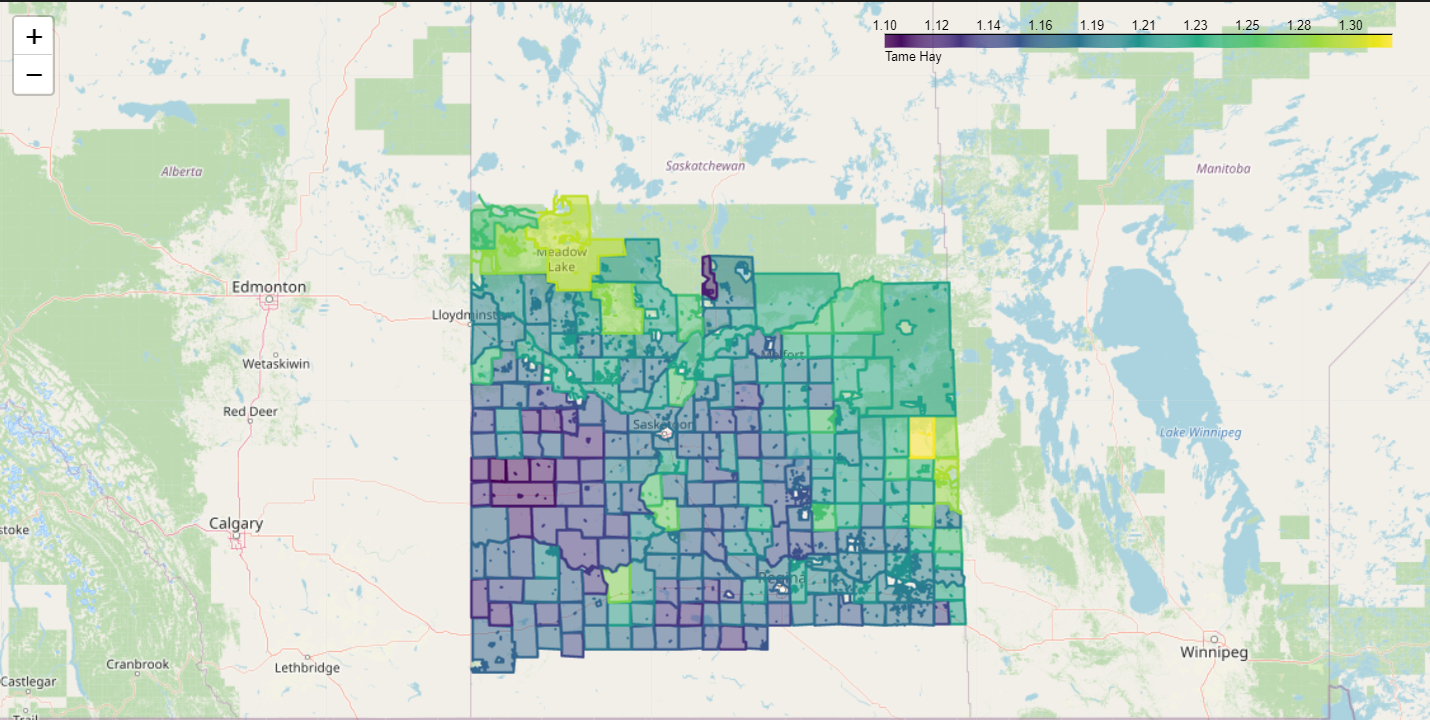 +
−
1.10 1.12 1.14 1.16 1.19 1.21 1.23 1.25 1.28 1.30
Tame Hay
Saskatchewan
Manitoba
Alberta
Meadow
Lake
Edmonton
Lloydminst
Melfort
Wetaskiwin
Red Deer
Saskatoon
Lake Winnipeg
Calgary
stoke
Regina
Winnipeg
Cranbrook
Lethbridge
Castlegar
Trail